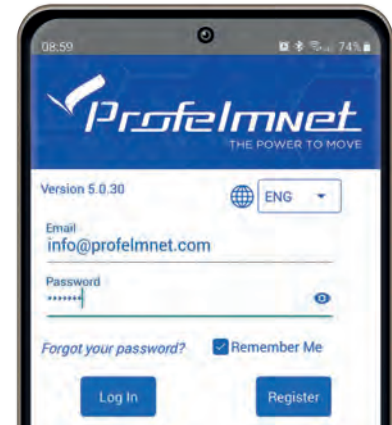 08:59 74%
Profelmnet
THE POWER TO MOVE
Version 5.0.30
ENG
Email
info@profelmnet.com
Password
•••••••
Forgot your password? Remember Me
Log In Register